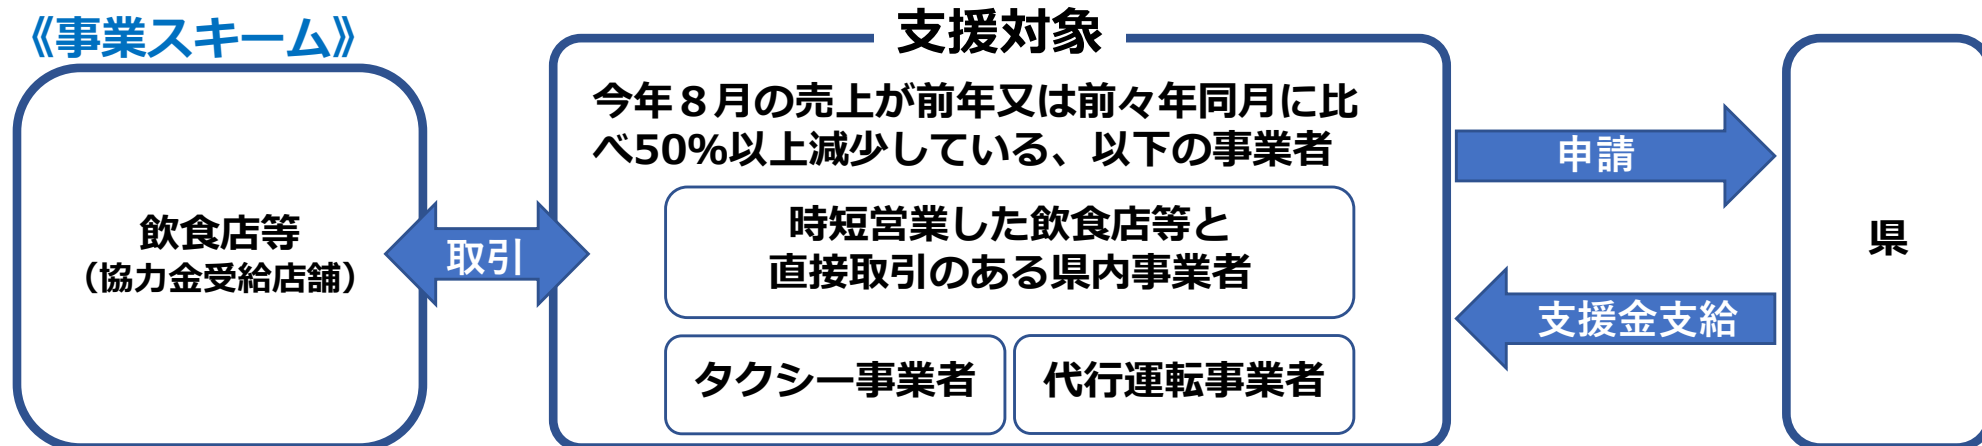 《事業スキーム》
飲食店等
（協力金受給店舗）
取引
支援対象
今年８月の売上が前年又は前々年同月に比
べ50%以上減少している、以下の事業者
時短営業した飲食店等と
直接取引のある県内事業者
タクシー事業者
代行運転事業者
申請
支援金支給
県